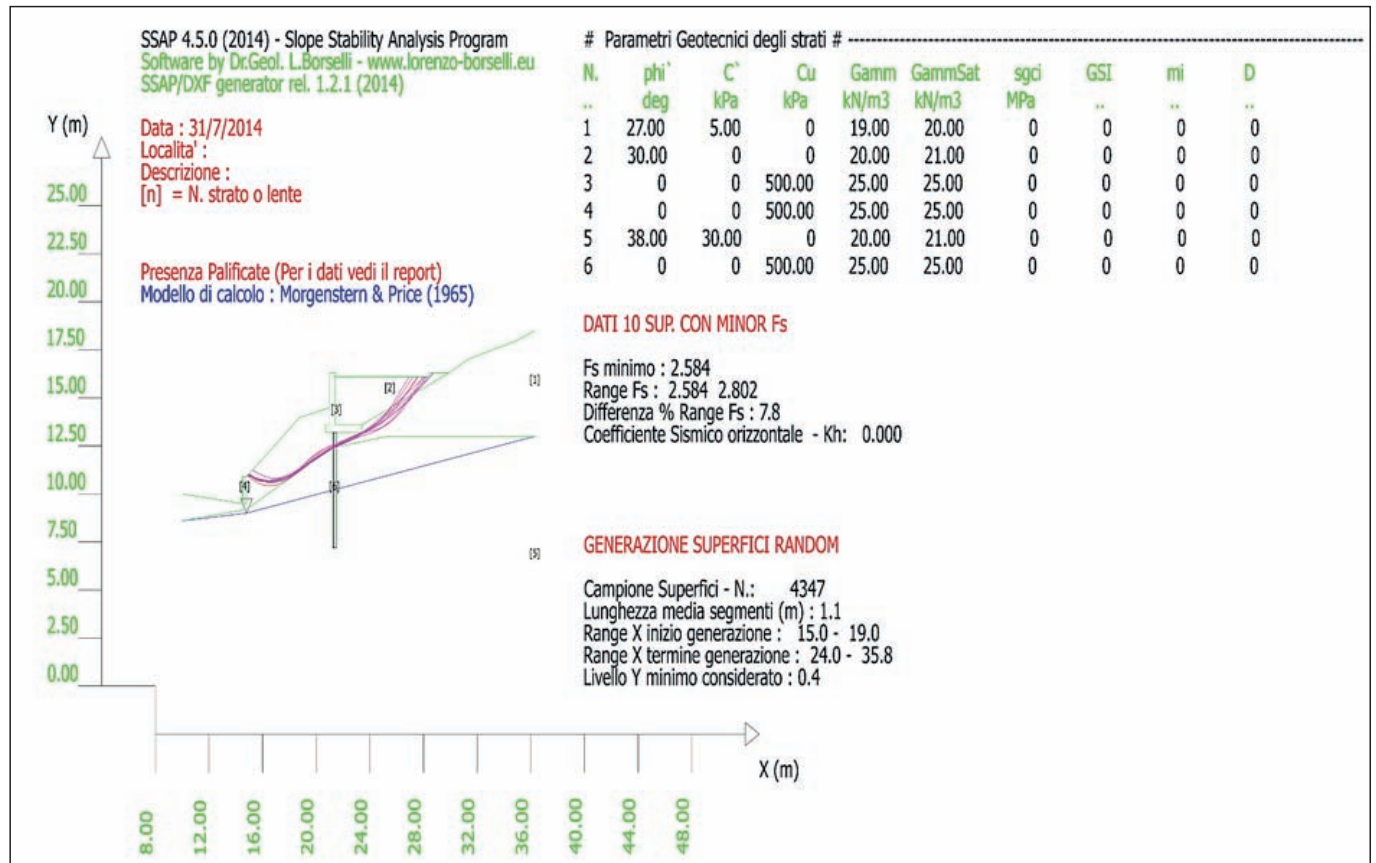 SSAP 4.5.0 (2014) - Slope Stability Analysis Program
Software by Dr.Geol. L.Borselli - www.lorenzo-borselli.eu
SSAP/DXF generator rel. 1.2.1 (2014)
Data : 31/7/2014
Localita' :
Descrizione :
[n] = N. strato o lente
Presenza Palificate (Per i dati vedi il report)
Modello di calcolo : Morgenstern & Price (1965)
# Parametri Geotecnici degli strati # ---------------------------------------------------------------
N. phi` C` Cu Gamm GammSat sgci GSI mi D
.. deg kPa kPa kN/m3 kN/m3 MPa .. .. ..
1 27.00 5.00 0 19.00 20.00 0 0 0 0
2 30.00 0 0 20.00 21.00 0 0 0 0
3 0 0 500.00 25.00 25.00 0 0 0 0
4 0 0 500.00 25.00 25.00 0 0 0 0
5 38.00 30.00 0 20.00 21.00 0 0 0 0
6 0 0 500.00 25.00 25.00 0 0 0 0
DATI 10 SUP. CON MINOR Fs
Fs minimo : 2.584
Range Fs : 2.584 2.802
Differenza % Range Fs : 7.8
Coefficiente Sismico orizzontale - Kh: 0.000
GENERAZIONE SUPERFICI RANDOM
Campione Superfici - N.: 4347
Lunghezza media segmenti (m) : 1.1
Range X inizio generazione : 15.0 - 19.0
Range X termine generazione : 24.0 - 35.8
Livello Y minimo considerato : 0.4
Y (m)
25.00
22.50
20.00
17.50
15.00
12.50
10.00
7.50
5.00
2.50
0.00
[1]
[2]
[3]
[4]
[6]
[5]
X (m)
8.00
12.00
16.00
20.00
24.00
28.00
32.00
36.00
40.00
44.00
48.00